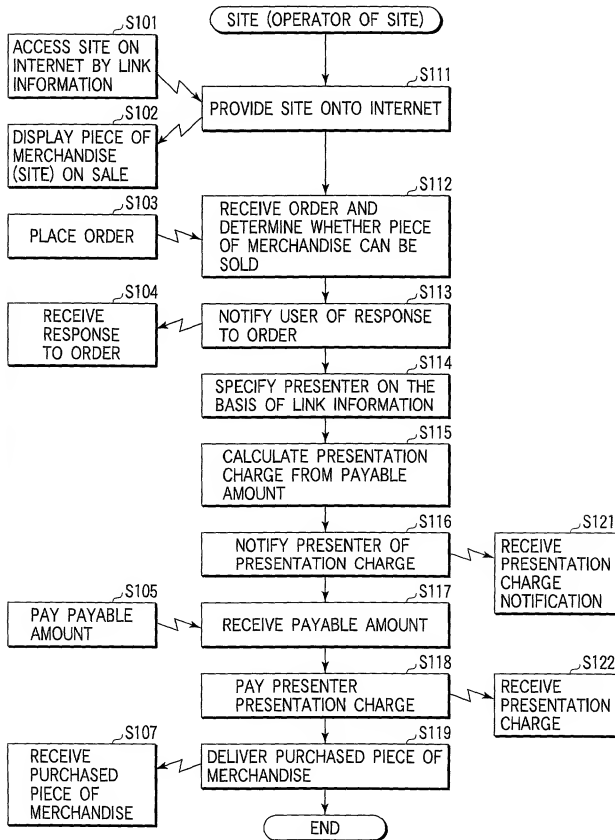 SITE (OPERATOR OF SITE)
S101
ACCESS SITE ON
INTERNET BY LINK
INFORMATION
S111
PROVIDE SITE ONTO INTERNET
S102
DISPLAY PIECE OF
MERCHANDISE
(SITE) ON SALE
S103
PLACE ORDER
S112
RECEIVE ORDER AND
DETERMINE WHETHER PIECE
OF MERCHANDISE CAN BE
SOLD
S104
RECEIVE
RESPONSE
TO ORDER
S113
NOTIFY USER OF RESPONSE
TO ORDER
S114
SPECIFY PRESENTER ON THE
BASIS OF LINK INFORMATION
S115
CALCULATE PRESENTATION
CHARGE FROM PAYABLE
AMOUNT
S116
NOTIFY PRESENTER OF
PRESENTATION CHARGE
S121
RECEIVE
PRESENTATION
CHARGE
NOTIFICATION
S105
PAY PAYABLE
AMOUNT
S117
RECEIVE PAYABLE AMOUNT
S118
PAY PRESENTER
PRESENTATION CHARGE
S122
RECEIVE
PRESENTATION
CHARGE
S107
RECEIVE
PURCHASED
PIECE OF
MERCHANDISE
S119
DELIVER PURCHASED PIECE OF
MERCHANDISE
END